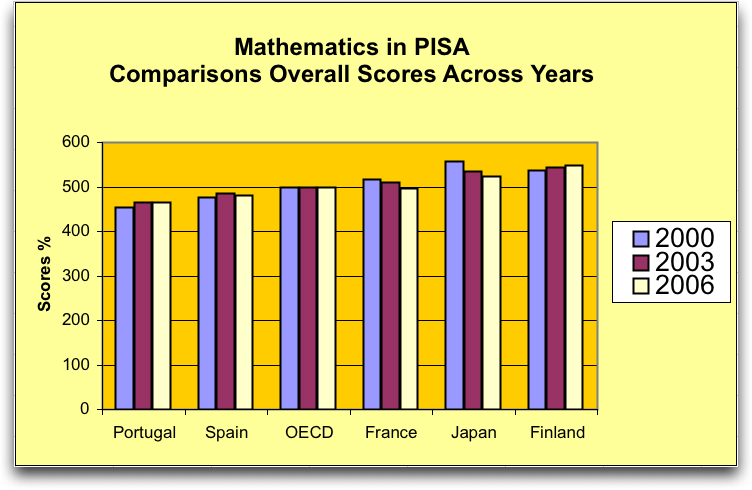 Mathematics in PISA
Comparisons Overall Scores Across Years
600
500
400
300
200
100
0
Scores %
Portugal Spain OECD France Japan Finland
2000
2003
2006